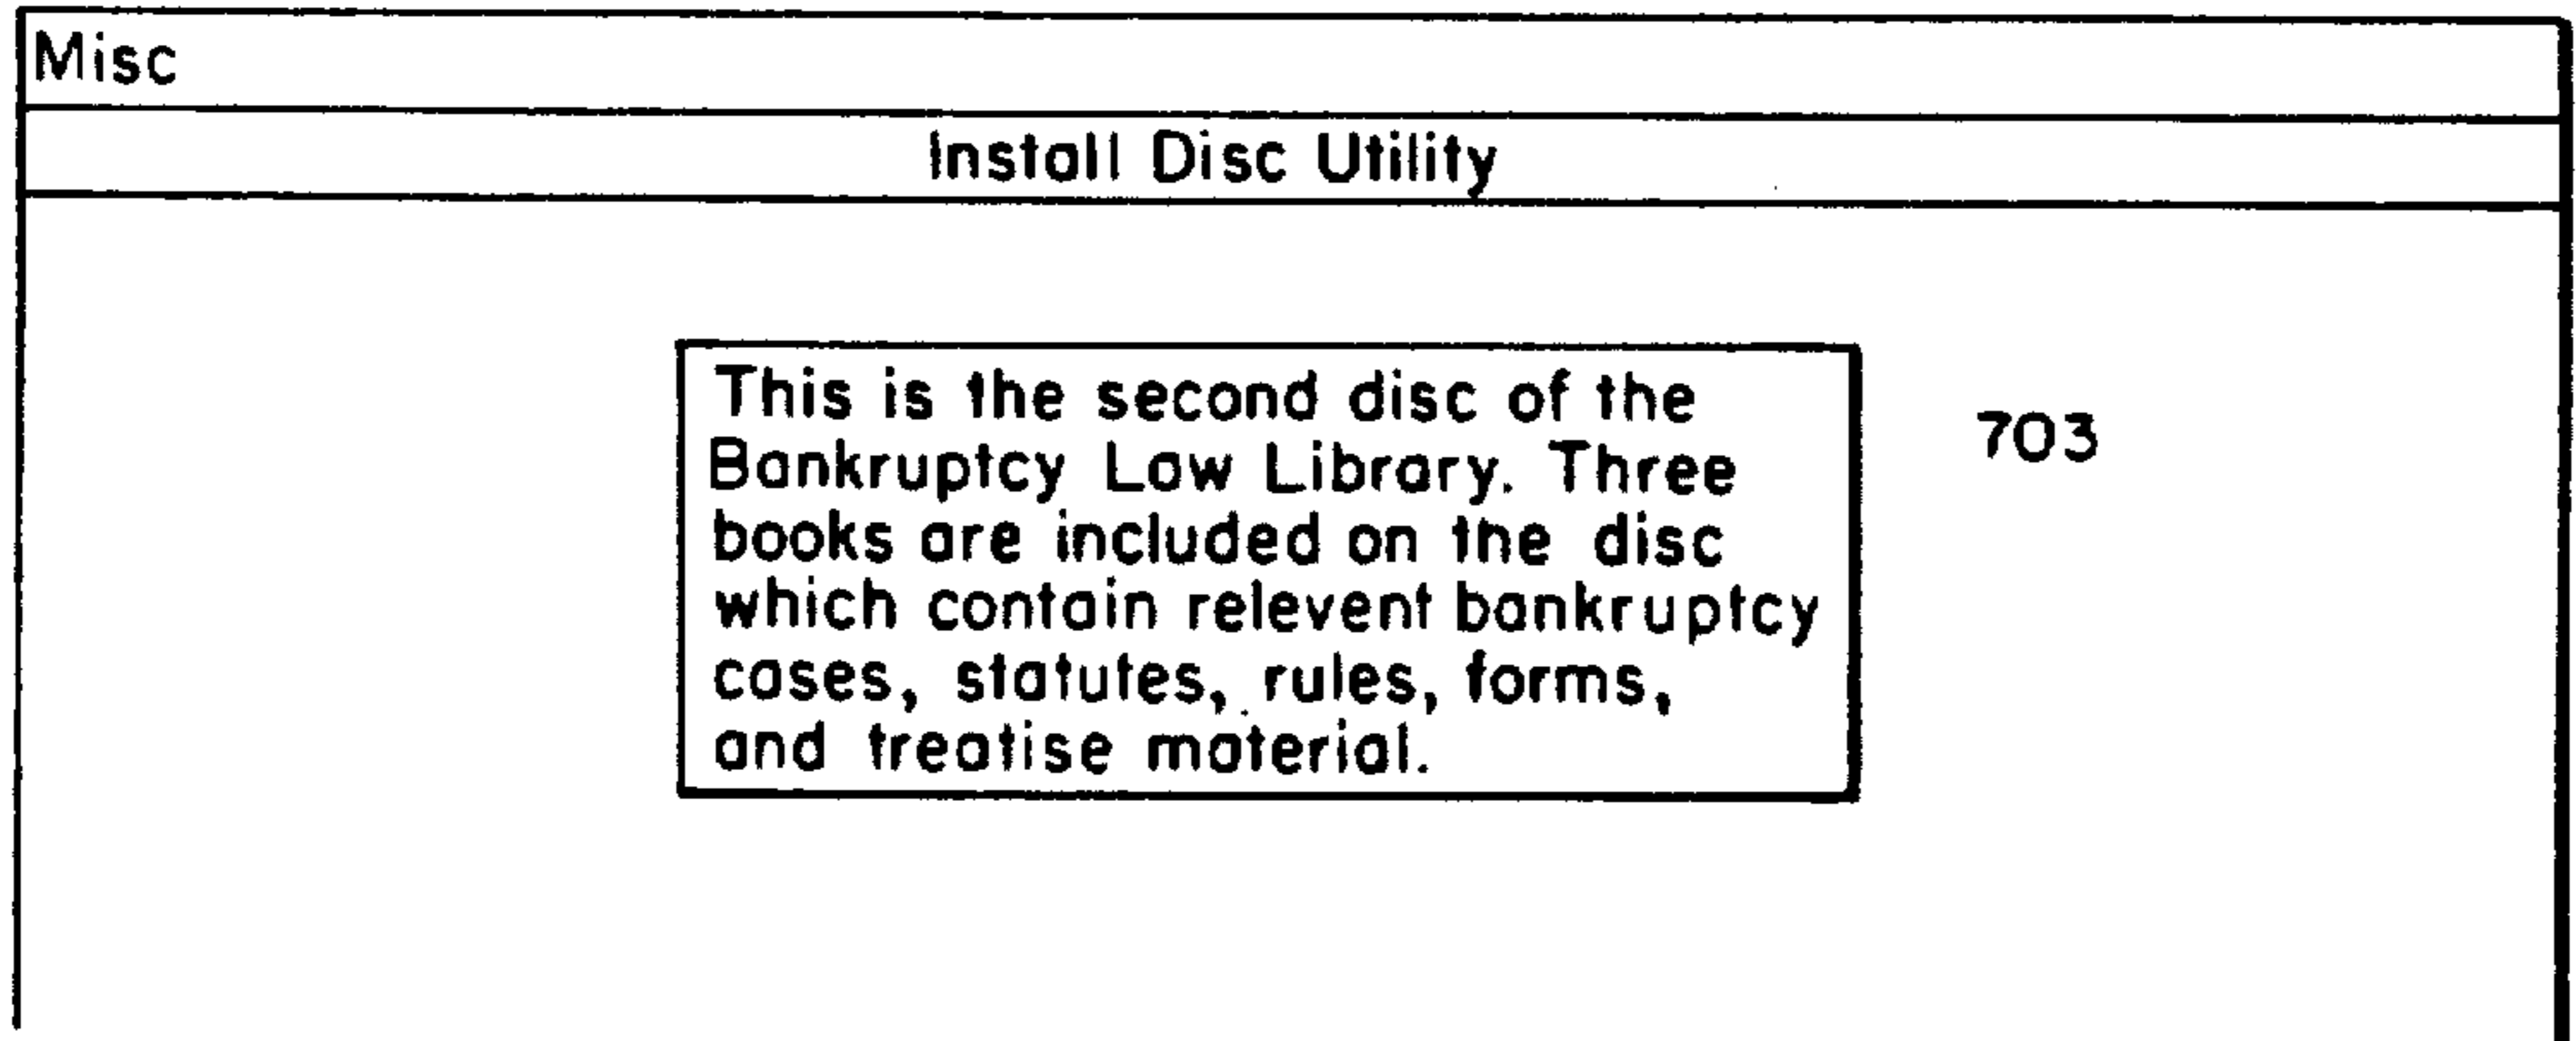 Misc
Install Disc Utility
This is the second disc of the
Bankruptcy Law Library. Three
books are included on the disc
which contain relevent bankruptcy
cases, statutes, rules, forms,
and treatise material.
703